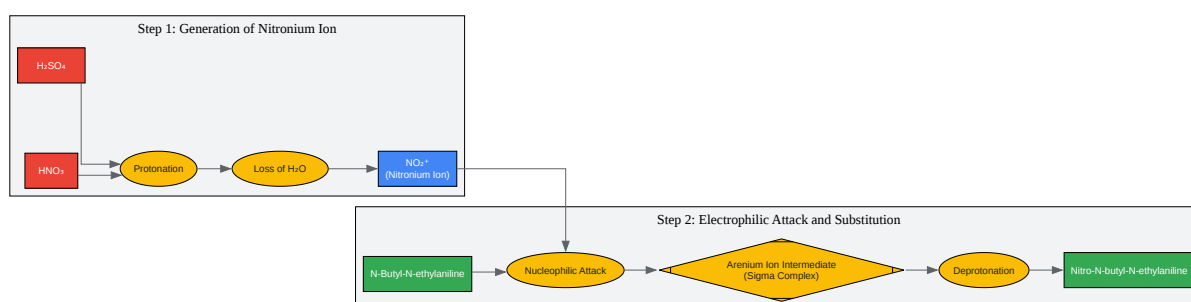 Step 1: Generation of Nitronium Ion
H₂SO₄
HNO₃
Protonation
Loss of H₂O
NO₂⁺
(Nitronium Ion)
Step 2: Electrophilic Attack and Substitution
N-Butyl-N-ethylaniline
Nucleophilic Attack
Arenium Ion Intermediate
(Sigma Complex)
Deprotonation
Nitro-N-butyl-N-ethylaniline